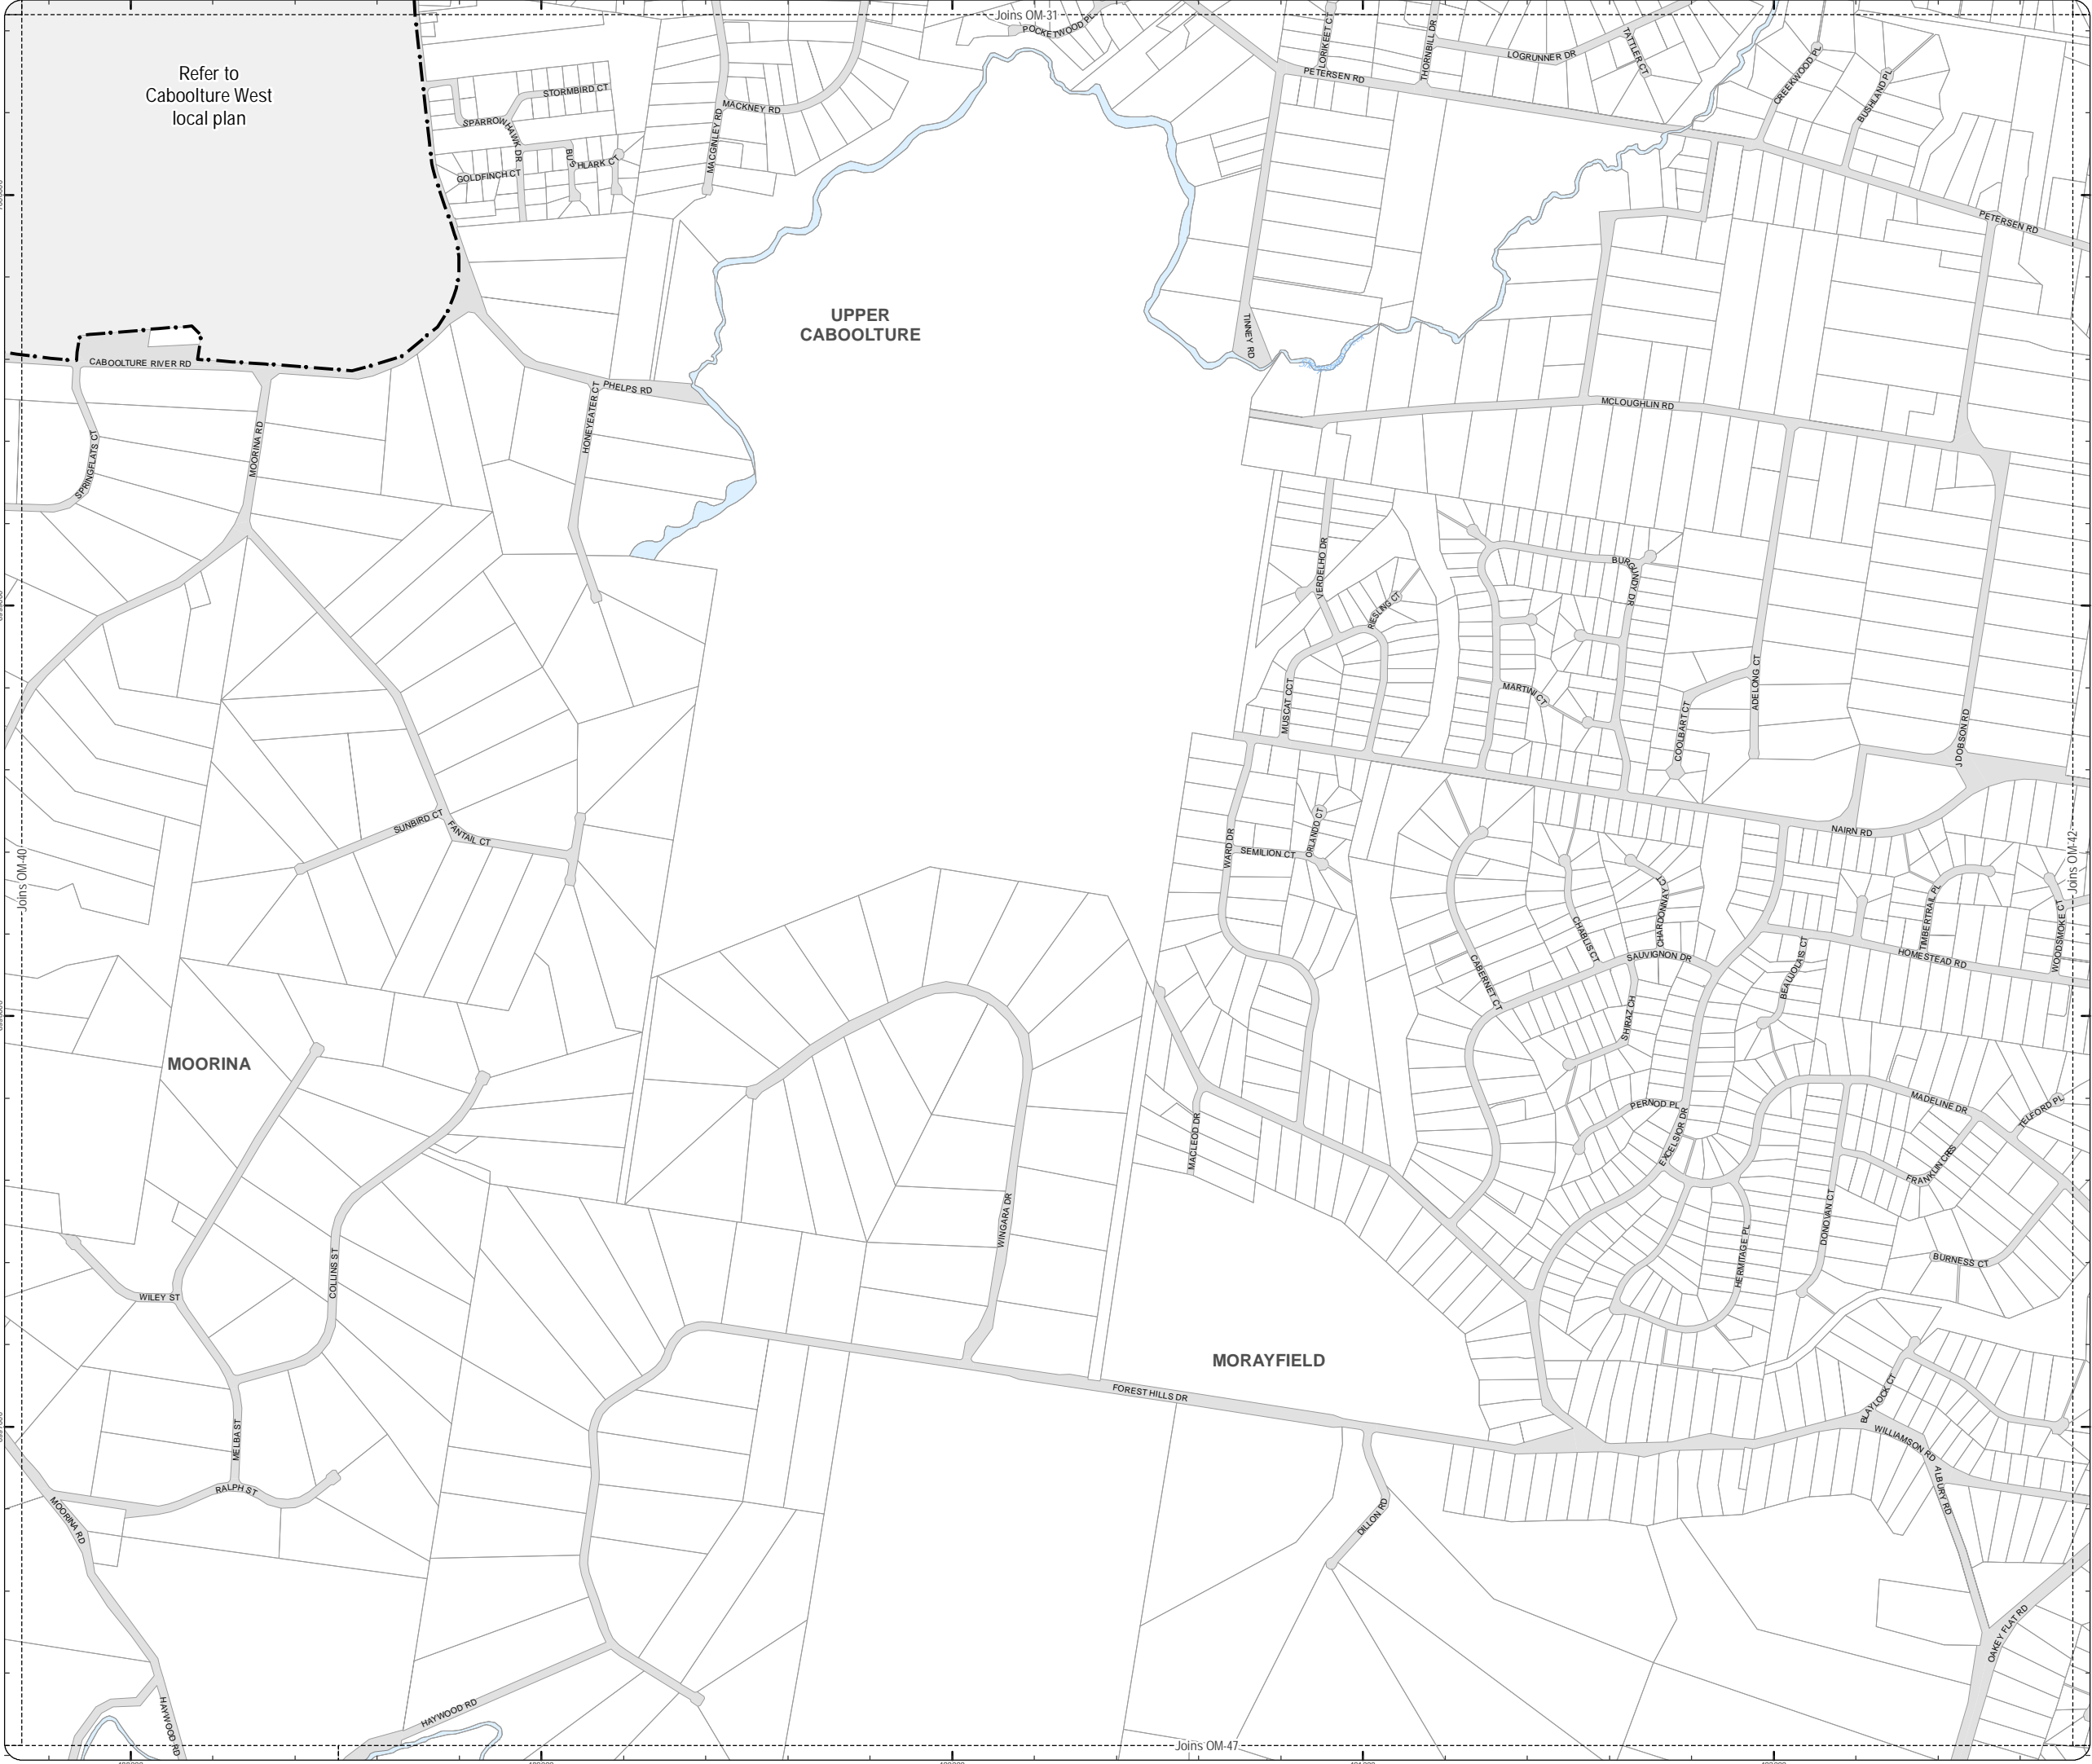 Joins OM-31
POCKETWOOD PL
LORIKEET CT
THORNBILL DR
LOGRUNNER DR
TATTLER CT
CREEKWOOD PL
BUSHLAND PL
PETERSEN RD
Refer to
Caboolture West
local plan
STORMBIRD CT
SPARROWHAWK DR
MACKNEY RD
MACGINLEY RD
BUSHLARK CT
GOLDFINCH CT
PETERSEN RD
UPPER
CABOOLTURE
TINNEY RD
CABOOLTURE RIVER RD
PHELPS RD
HONEYEATER CT
MCLOUGHLIN RD
SPRINGFLATS CT
MOORINA RD
VERDELHO DR
RIESLING CT
BURGUNDY DR
MUSCAT CCT
MARTINI CT
COOLBART CT
ADELONG CT
J DOBSON RD
SUNBIRD CT
FANTAIL CT
WARD DR
SEMILION CT
ORLANDO CT
NAIRN RD
Joins OM-40
Joins OM-42
CHABLIS CT
CHARDONNAY CT
SAUVIGNON DR
CABERNET CT
SHIRAZ CH
BEAUJOLAIS CT
TIMBERTRAIL PL
HOMESTEAD RD
WOODSMOKE CT
MOORINA
MACLEOD DR
PERNOD PL
EXCELSIOR DR
MADELINE DR
TELFORD PL
FRANKLIN CRS
DONOVAN CT
HERMITAGE PL
BURNESS CT
WINGARA DR
COLLINS ST
WILEY ST
MORAYFIELD
FOREST HILLS DR
BLAYLOCK CT
WILLIAMSON RD
ALBURY RD
MELBA ST
RALPH ST
MOORINA RD
DILLON RD
OAKEY FLAT RD
HAYWOOD RD
HAYWOOD RD
Joins OM-47